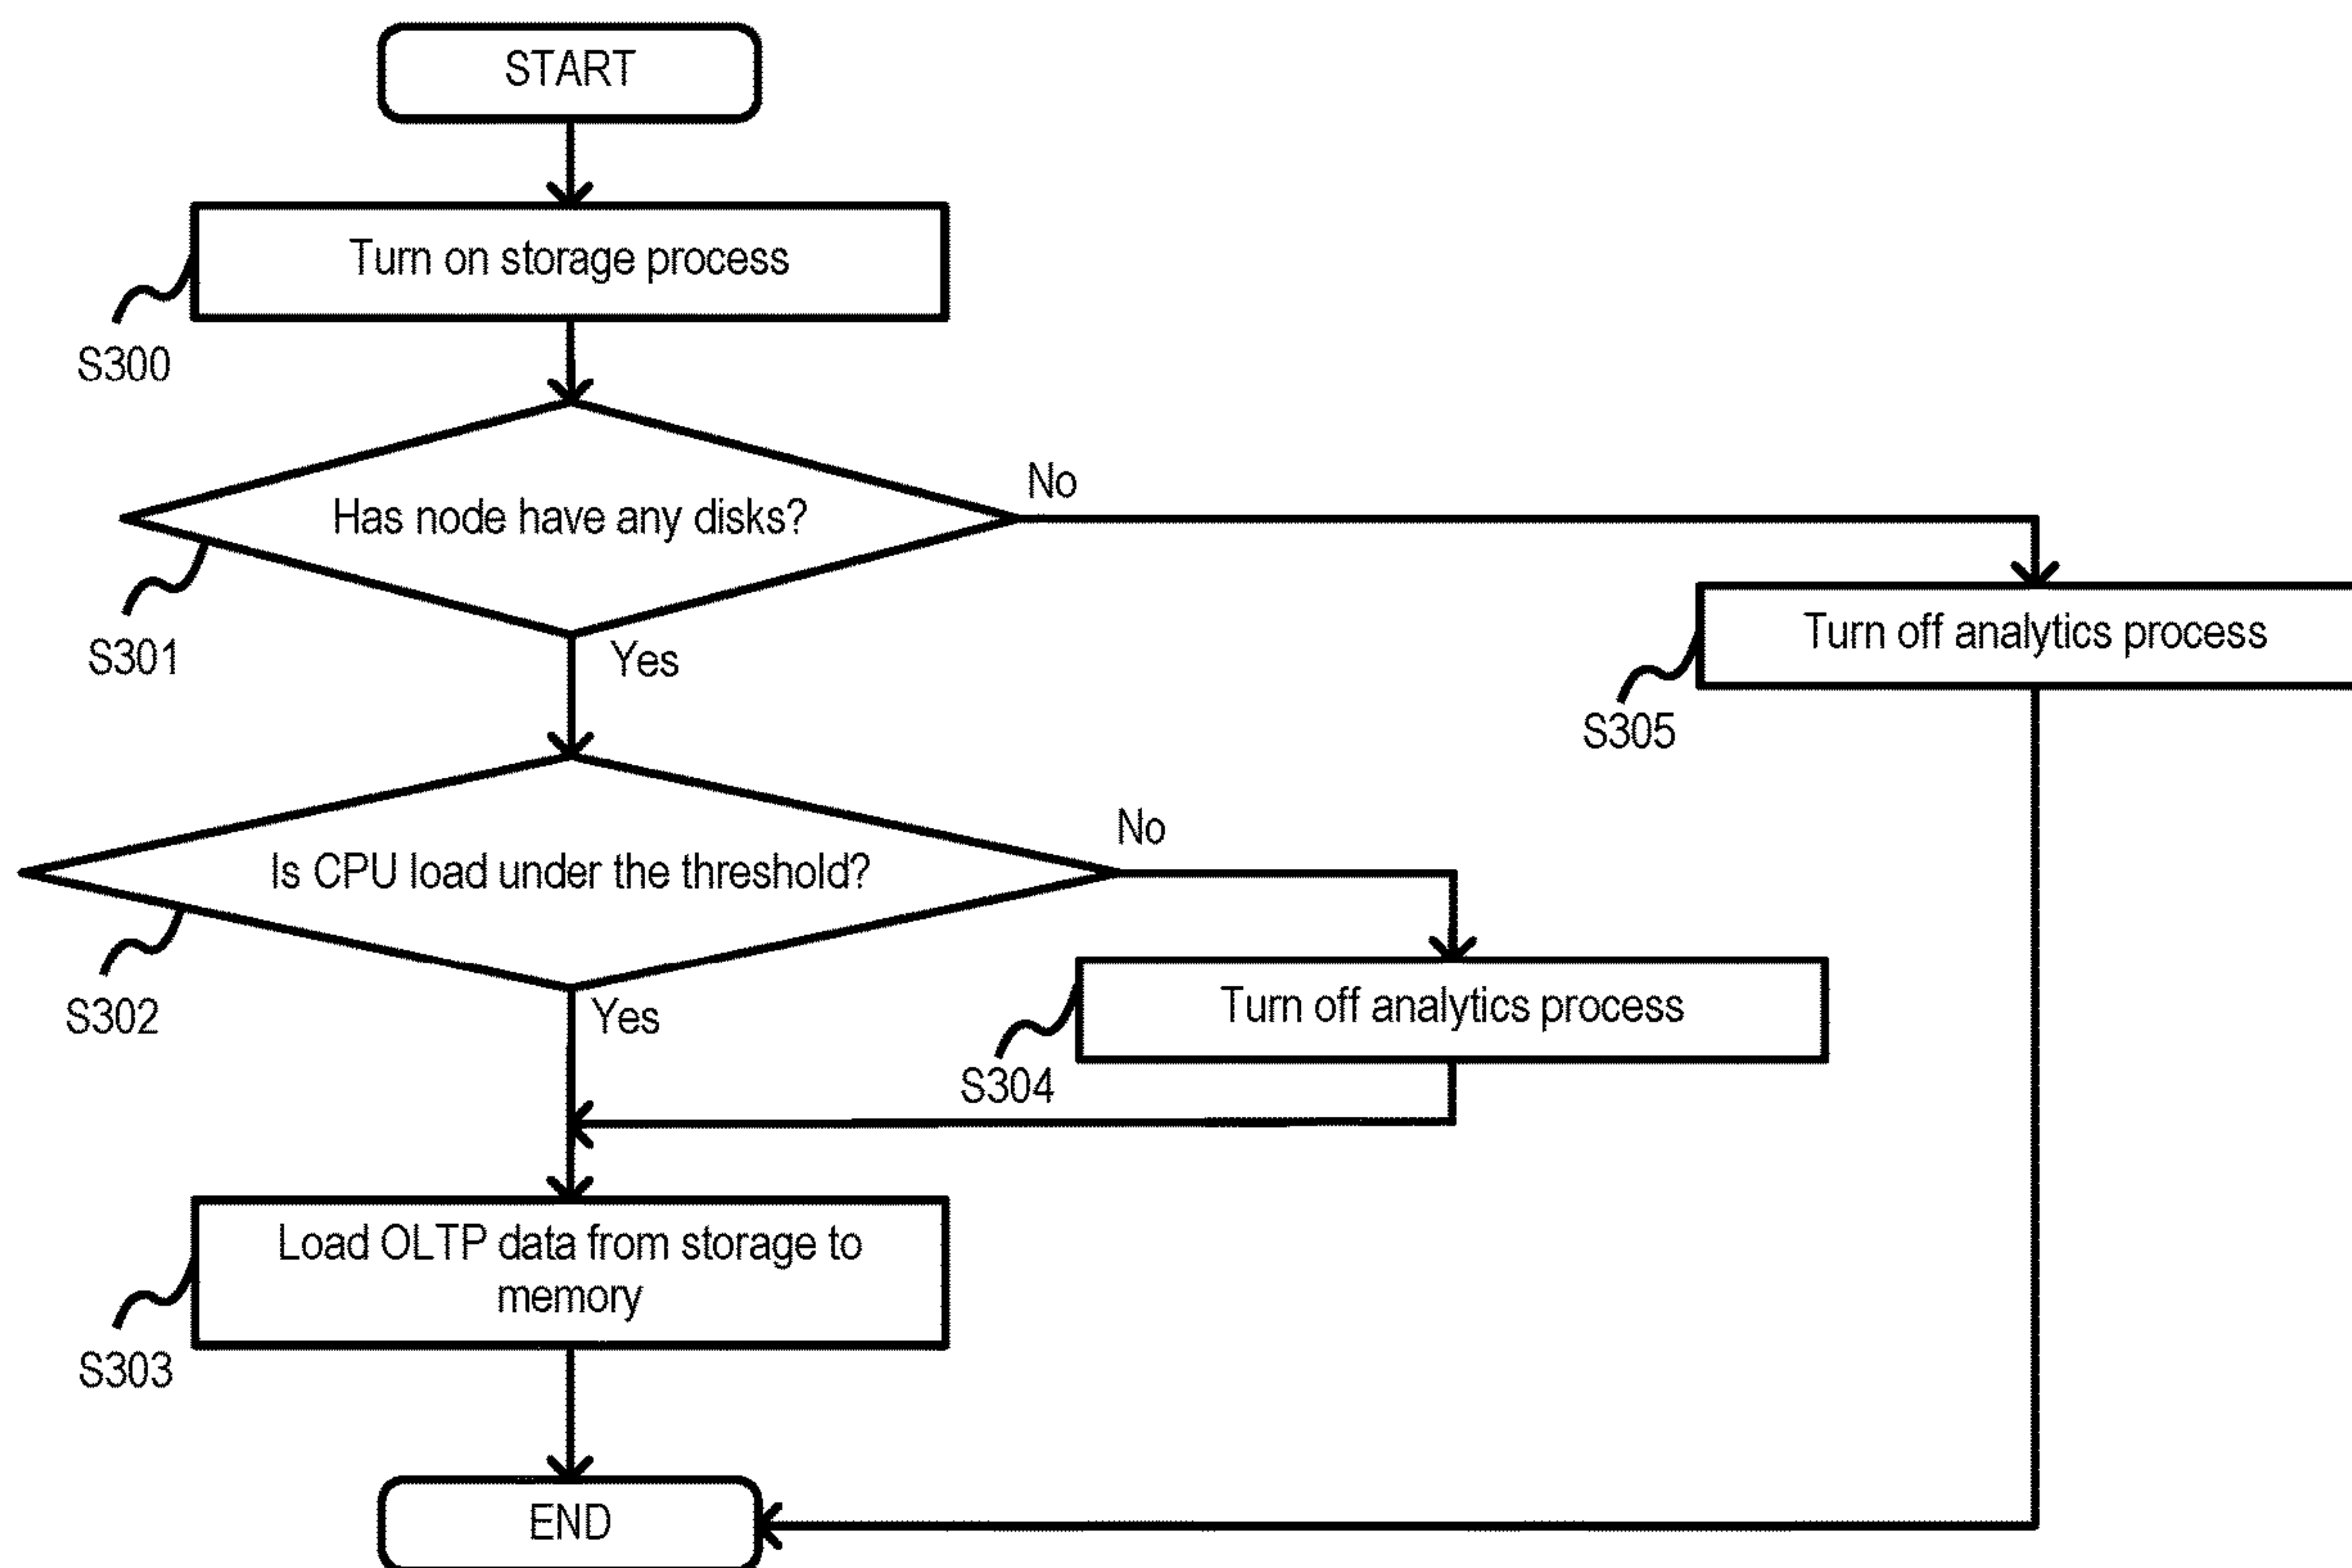 START
Turn on storage process
S300
Has node have any disks?
No
S301
Yes
Turn off analytics process
S305
Is CPU load under the threshold?
No
S302
Yes
Turn off analytics process
S304
Load OLTP data from storage to
memory
S303
END